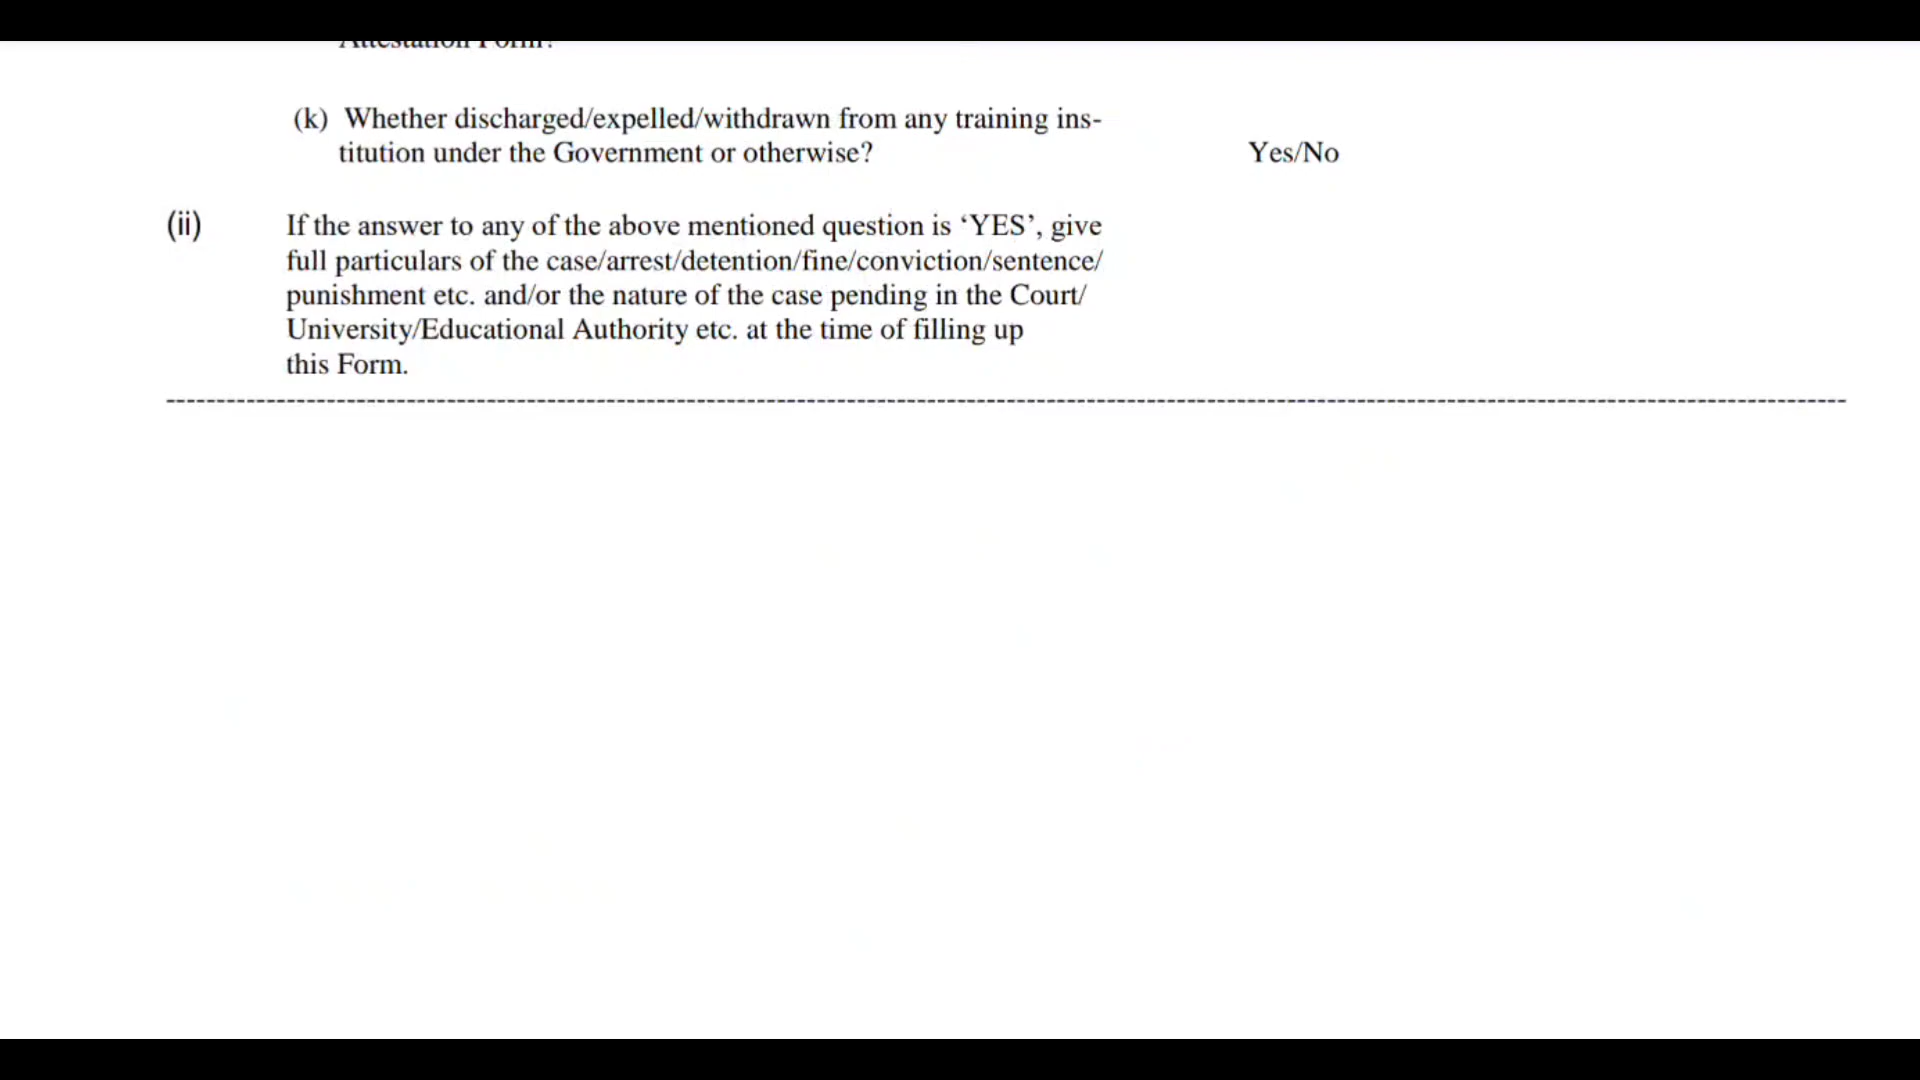 Attestation Form?
(k) Whether discharged/expelled/withdrawn from any training ins-
titution under the Government or otherwise? Yes/No
(ii) If the answer to any of the above mentioned question is ‘YES’, give
full particulars of the case/arrest/detention/fine/conviction/sentence/
punishment etc. and/or the nature of the case pending in the Court/
University/Educational Authority etc. at the time of filling up
this Form.